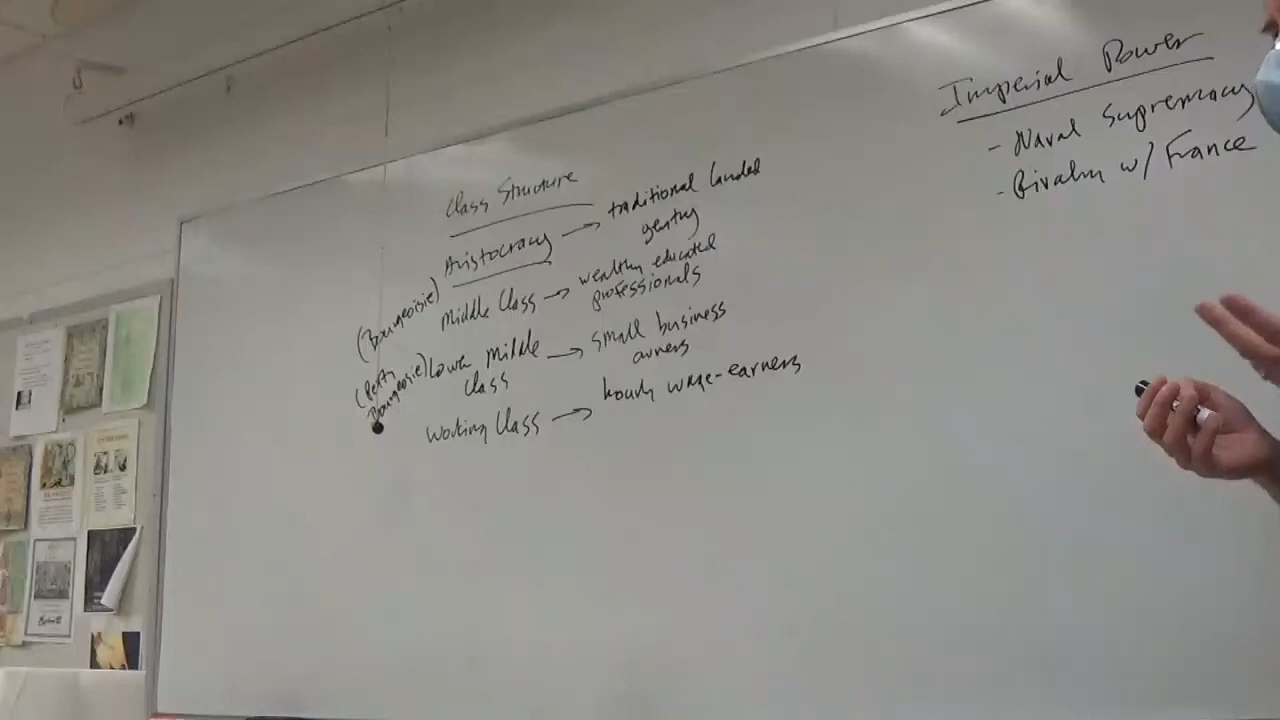 Class Structure
Aristocracy → traditional landed
gentry
(Bourgeoisie) Middle Class → wealthy educated
professionals
(Petty Bourgeoisie) Lower Middle → small business
Class owners
Working Class → hourly wage-earners
Imperial Power
- Naval Supremacy
- Rivalry w/ France